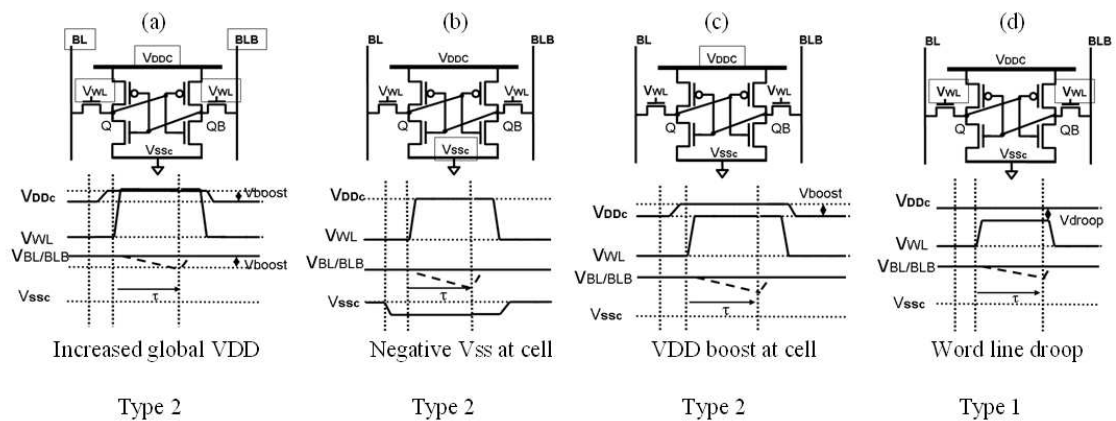 (a)
BL
BLB
VDDC
VWL
VWL
Q
QB
VSSc
VDDc
Vboost
VWL
VBL/BLB
Vboost
τ
VSSc
Increased global VDD
Type 2
(b)
BL
BLB
VDDC
VWL
VWL
Q
QB
VSSc
VDDc
VWL
VBL/BLB
τ
VSSc
Negative Vss at cell
Type 2
(c)
BL
BLB
VDDC
VWL
VWL
Q
QB
VSSc
Vboost
VDDc
VWL
VBL/BLB
τ
VSSc
VDD boost at cell
Type 2
(d)
BL
BLB
VDDC
VWL
VWL
Q
QB
VSSc
VDDc
Vdroop
VWL
VBL/BLB
τ
VSSc
Word line droop
Type 1